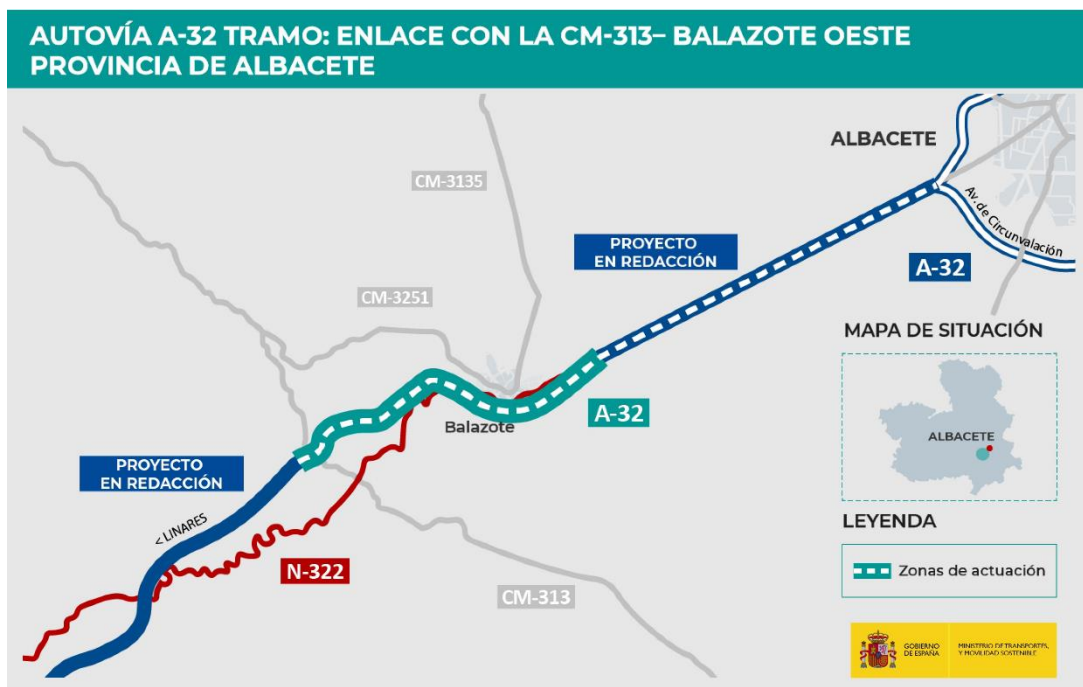 AUTOVÍA A-32 TRAMO: ENLACE CON LA CM-313– BALAZOTE OESTE
PROVINCIA DE ALBACETE
ALBACETE
CM-3135
Av. de Circunvalación
PROYECTO
EN REDACCIÓN
A-32
CM-3251
MAPA DE SITUACIÓN
A-32
Balazote
ALBACETE
PROYECTO
EN REDACCIÓN
< LINARES
LEYENDA
N-322
Zonas de actuación
CM-313
GOBIERNO
DE ESPAÑA
MINISTERIO DE TRANSPORTES,
Y MOVILIDAD SOSTENIBLE